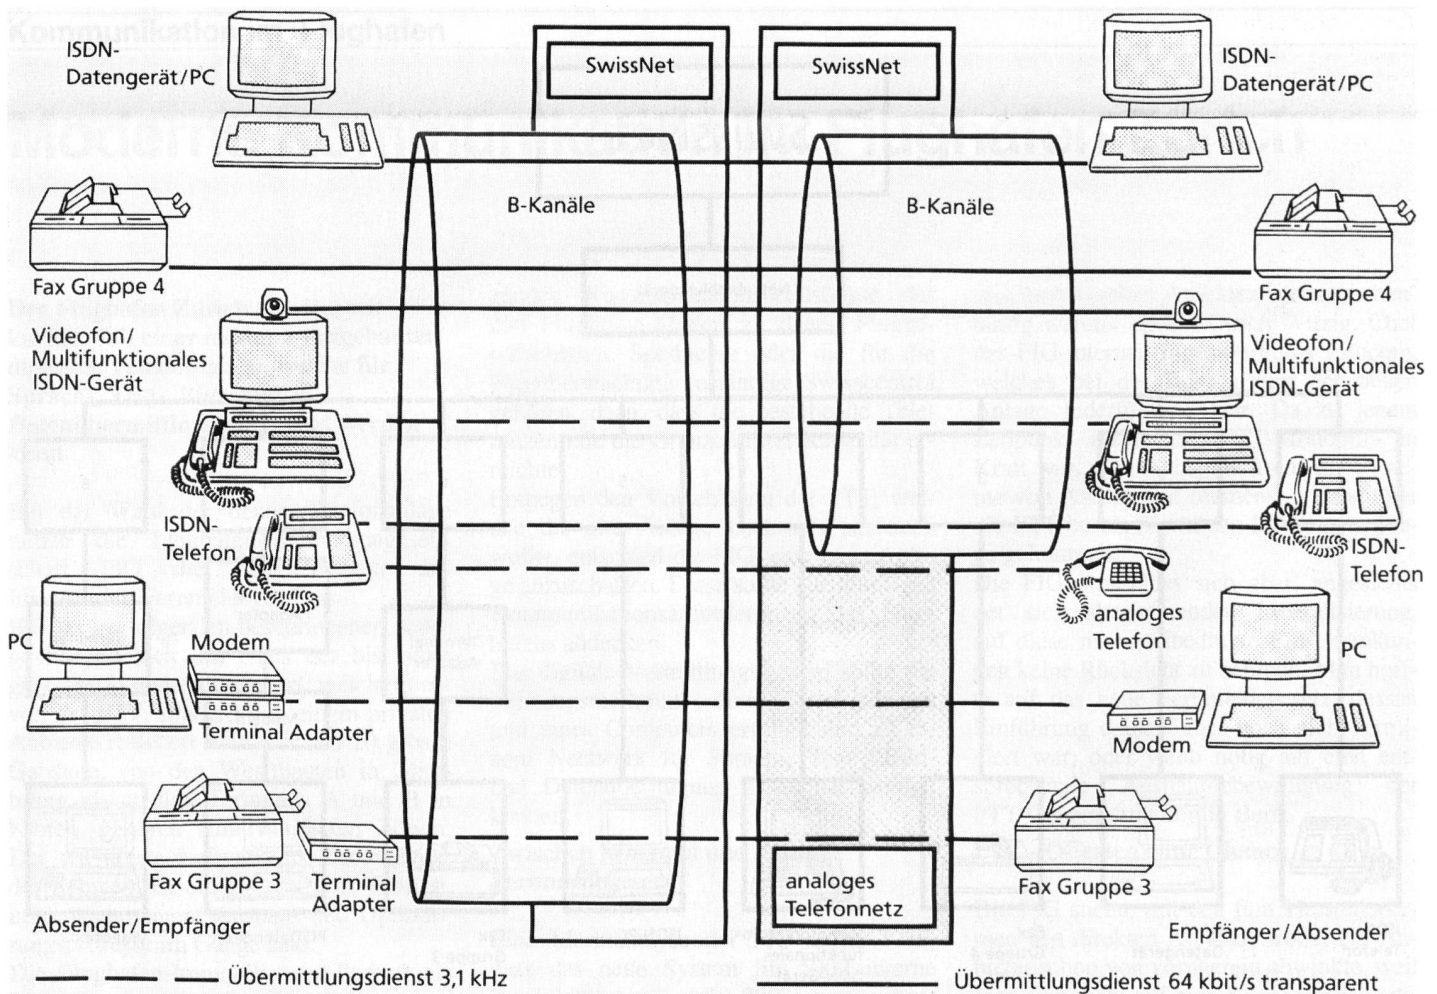 SwissNet
SwissNet
ISDN-
Datengerät/PC
ISDN-
Datengerät/PC
B-Kanäle
B-Kanäle
Fax Gruppe 4
Fax Gruppe 4
Videofon/
Multifunktionales
ISDN-Gerät
Videofon/
Multifunktionales
ISDN-Gerät
ISDN-
Telefon
ISDN-
Telefon
analoges
Telefon
PC
Modem
Terminal Adapter
PC
Modem
Fax Gruppe 3
Terminal
Adapter
analoges
Telefonnetz
Fax Gruppe 3
Absender/Empfänger
Empfänger/Absender
Übermittlungsdienst 3,1 kHz
Übermittlungsdienst 64 kbit/s transparent